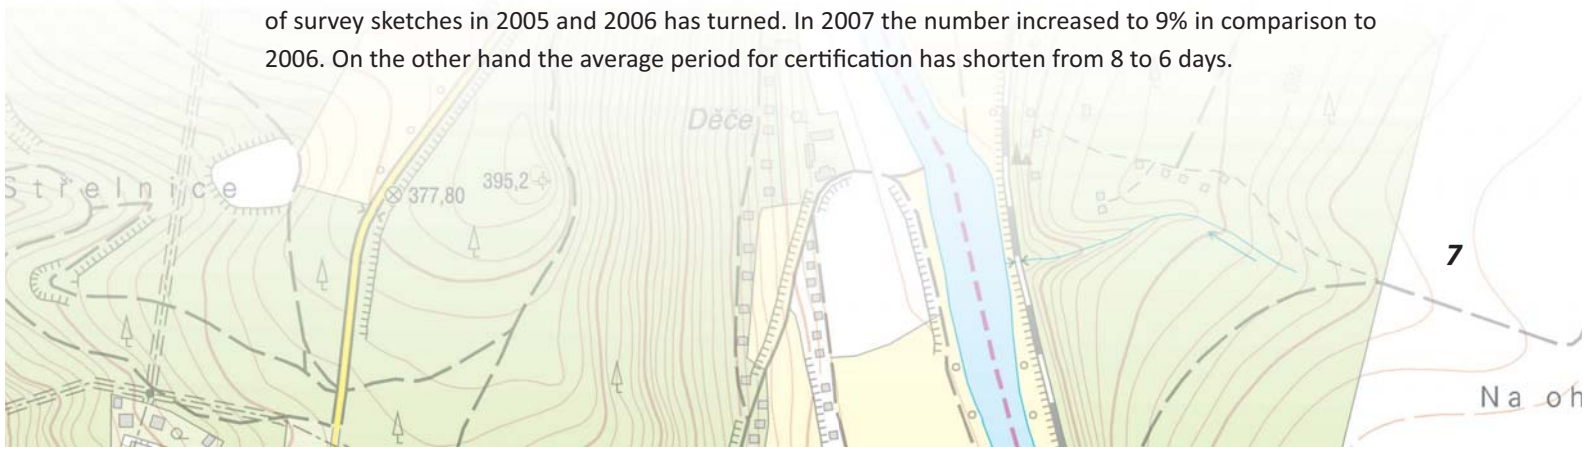 of survey sketches in 2005 and 2006 has turned. In 2007 the number increased to 9% in comparison to
2006. On the other hand the average period for certification has shorten from 8 to 6 days.
Děče
Střelnice
377,80
395,2
7
Na oh